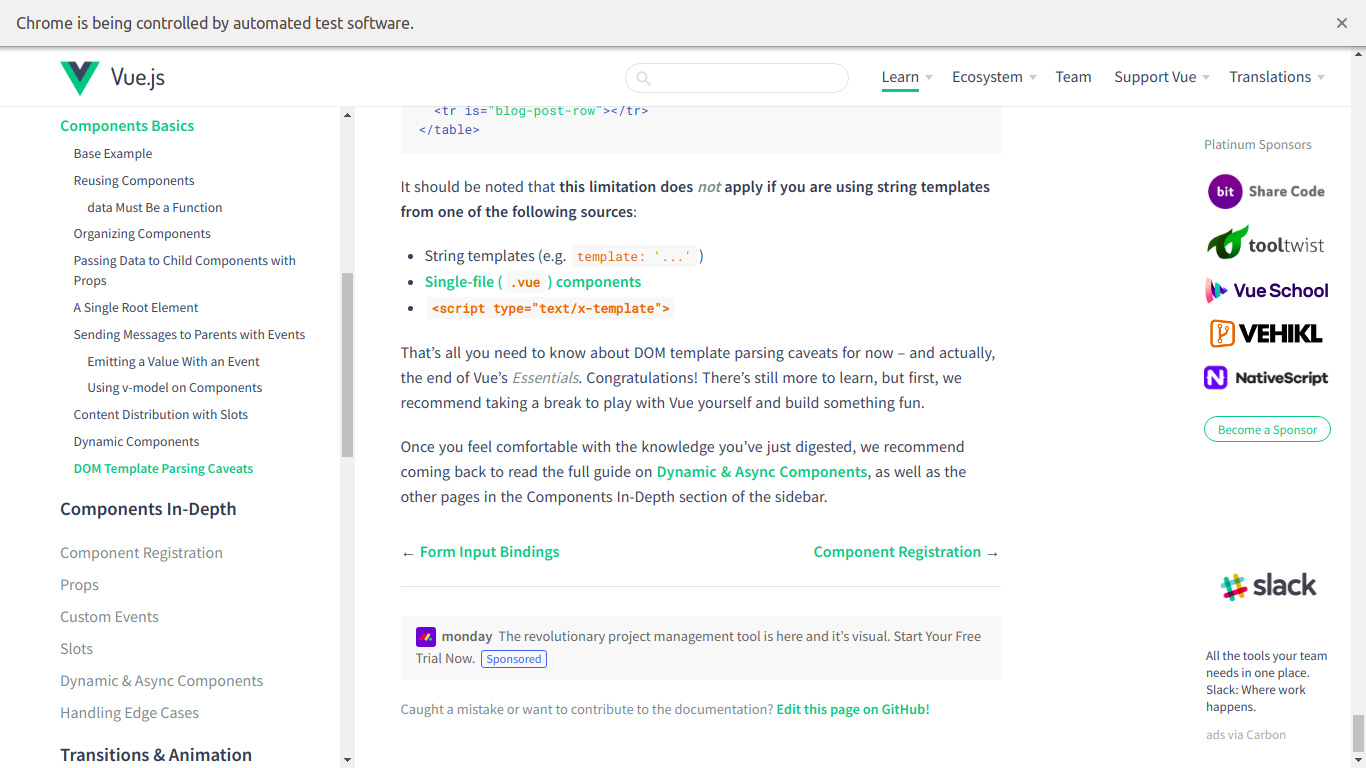 Chrome is being controlled by automated test software.
Vue.js
Learn
Ecosystem
Team
Support Vue
Translations
Components Basics
Base Example
Reusing Components
data Must Be a Function
Organizing Components
Passing Data to Child Components with
Props
A Single Root Element
Sending Messages to Parents with Events
Emitting a Value With an Event
Using v-model on Components
Content Distribution with Slots
Dynamic Components
DOM Template Parsing Caveats
Components In-Depth
Component Registration
Props
Custom Events
Slots
Dynamic & Async Components
Handling Edge Cases
Transitions & Animation
<tr is="blog-post-row"></tr>
</table>
It should be noted that this limitation does not apply if you are using string templates
from one of the following sources:
String templates (e.g. template: '...' )
Single-file ( .vue ) components
<script type="text/x-template">
That's all you need to know about DOM template parsing caveats for now – and actually,
the end of Vue's Essentials. Congratulations! There's still more to learn, but first, we
recommend taking a break to play with Vue yourself and build something fun.
Once you feel comfortable with the knowledge you've just digested, we recommend
coming back to read the full guide on Dynamic & Async Components, as well as the
other pages in the Components In-Depth section of the sidebar.
← Form Input Bindings
Component Registration →
monday The revolutionary project management tool is here and it's visual. Start Your Free
Trial Now. Sponsored
Caught a mistake or want to contribute to the documentation? Edit this page on GitHub!
Platinum Sponsors
bit Share Code
tooltwist
Vue School
VEHIKL
N NativeScript
Become a Sponsor
slack
All the tools your team
needs in one place.
Slack: Where work
happens.
ads via Carbon